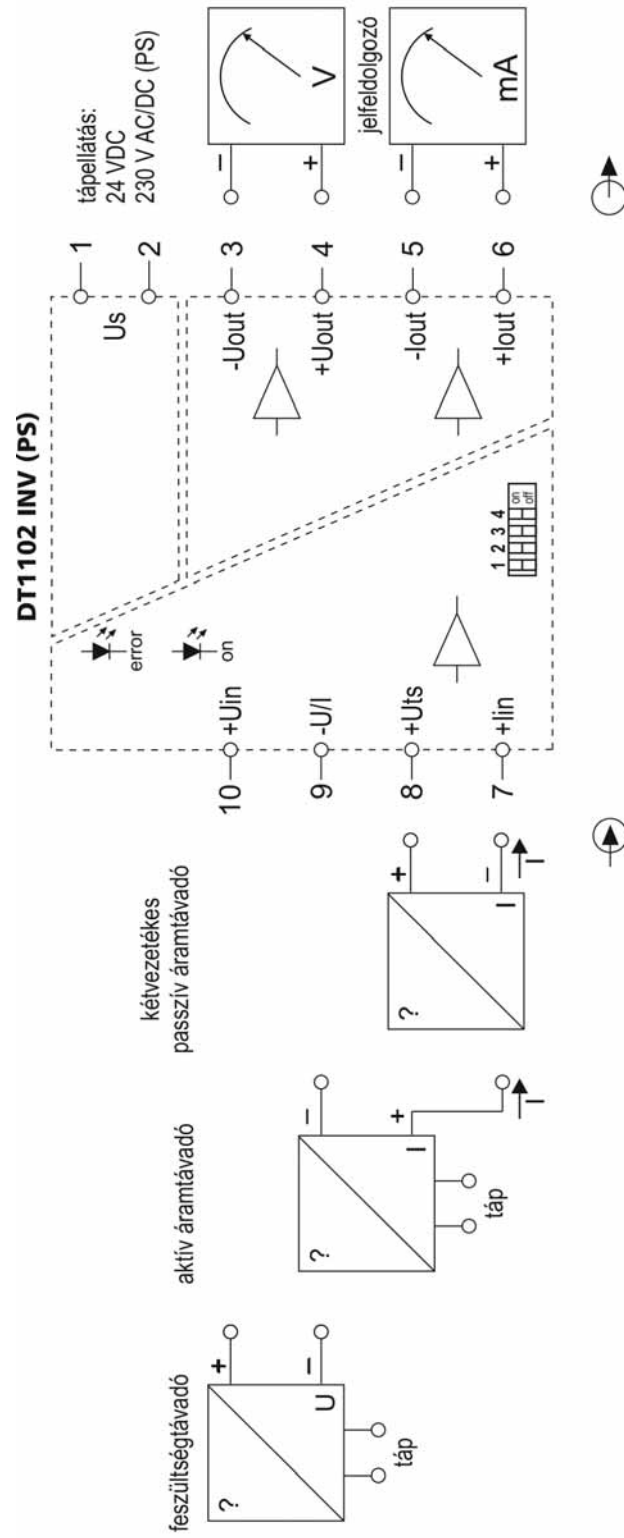 DT1102 INV (PS)
feszültségtávadó
?
U
+
–
táp
aktív áramtávadó
?
I
–
+
I
táp
kétvezetékes
passzív áramtávadó
?
I
+
–
I
10
+Uin
9
-U/I
8
+Uts
7
+Iin
error
on
1 2 3 4
on
off
Us
1
2
-Uout
3
+Uout
4
-Iout
5
+Iout
6
tápellátás:
24 VDC
230 V AC/DC (PS)
–
+
V
jelfeldolgozó
–
+
mA